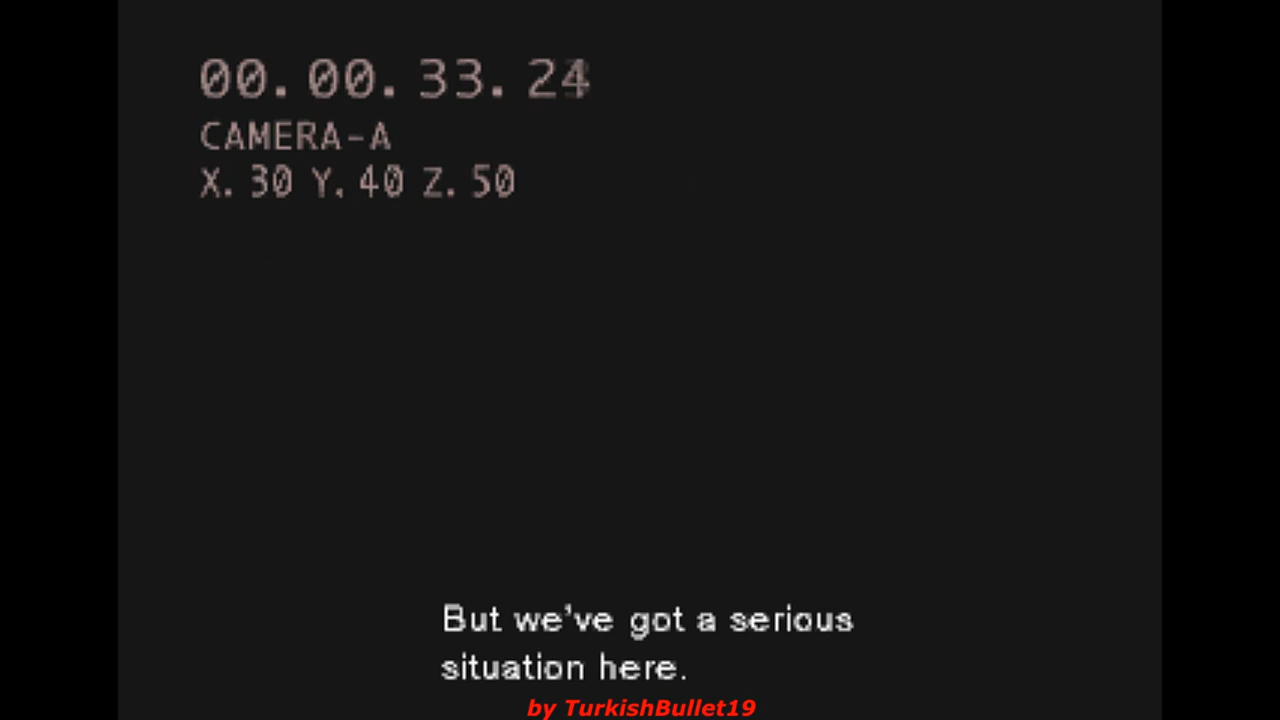 00.00.33.24
CAMERA-A
X.30 Y.40 Z.50
But we've got a serious
situation here.
by TurkishBullet19